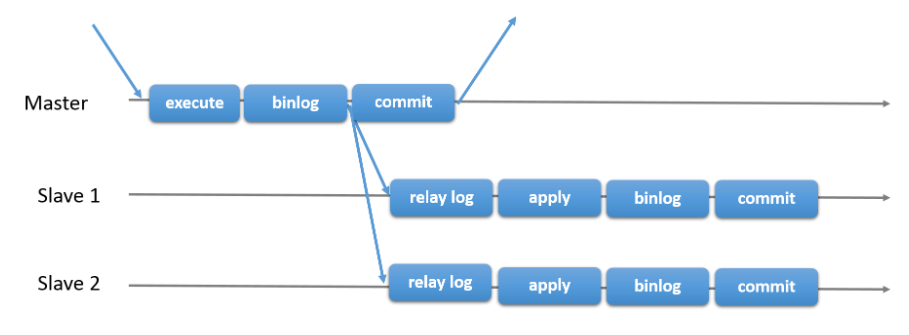 Master execute binlog commit
Slave 1 relay log apply binlog commit
Slave 2 relay log apply binlog commit